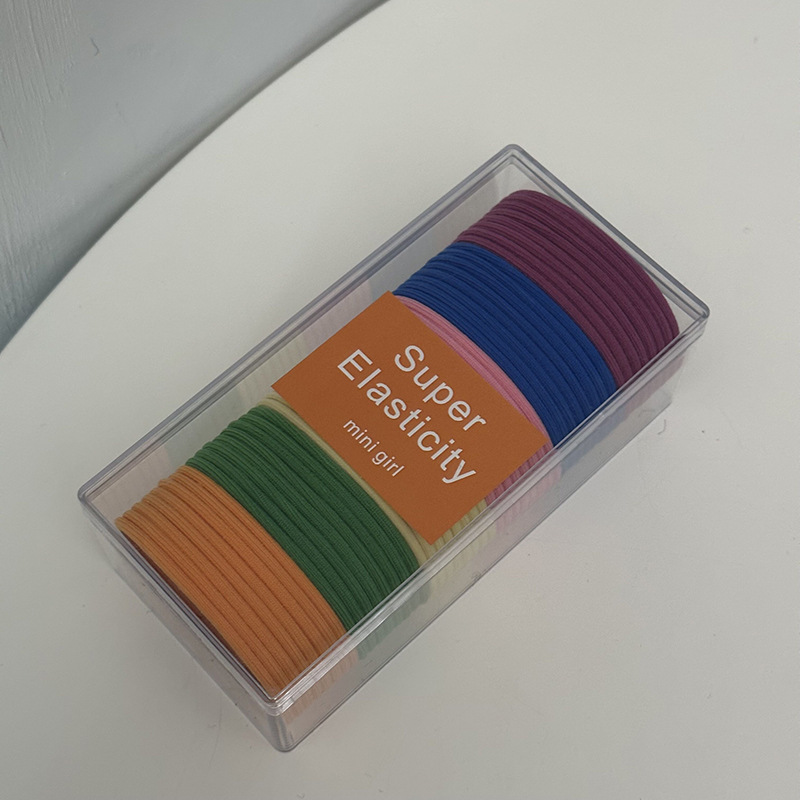 Super
Elasticity
mini girl